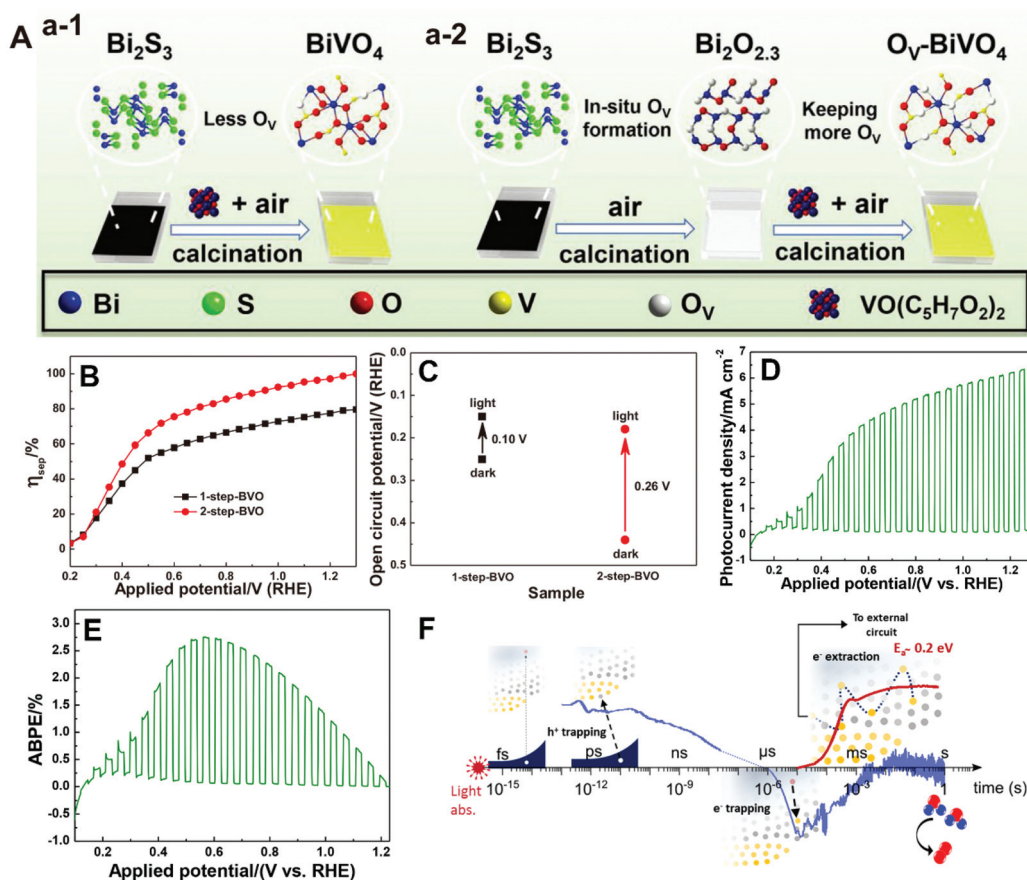 A
a-1
Bi2S3
BiVO4
Less OV
+ air
calcination
a-2
Bi2S3
Bi2O2.3
OV-BiVO4
In-situ OV
formation
Keeping
more OV
air
calcination
+ air
calcination
Bi
S
O
V
OV
VO(C5H7O2)2
B
ηsep/%
100
80
60
40
20
0
1-step-BVO
2-step-BVO
0.2 0.4 0.6 0.8 1.0 1.2
Applied potential/V (RHE)
C
Open circuit potential/V (RHE)
0.0
0.1
0.2
0.3
0.4
0.5
light
0.10 V
dark
light
0.26 V
dark
1-step-BVO 2-step-BVO
Sample
D
Photocurrent density/mA cm-2
7
6
5
4
3
2
1
0
-1
0.2 0.4 0.6 0.8 1.0 1.2
Applied potential/(V vs. RHE)
E
ABPE/%
3.0
2.5
2.0
1.5
1.0
0.5
0.0
-0.5
-1.0
0.2 0.4 0.6 0.8 1.0 1.2
Applied potential/(V vs. RHE)
F
To external
circuit
Ea~ 0.2 eV
e- extraction
h+ trapping
fs ps ns μs ms s
Light
abs.
10-15 10-12 10-9 10-6 10-3 1 time (s)
e- trapping